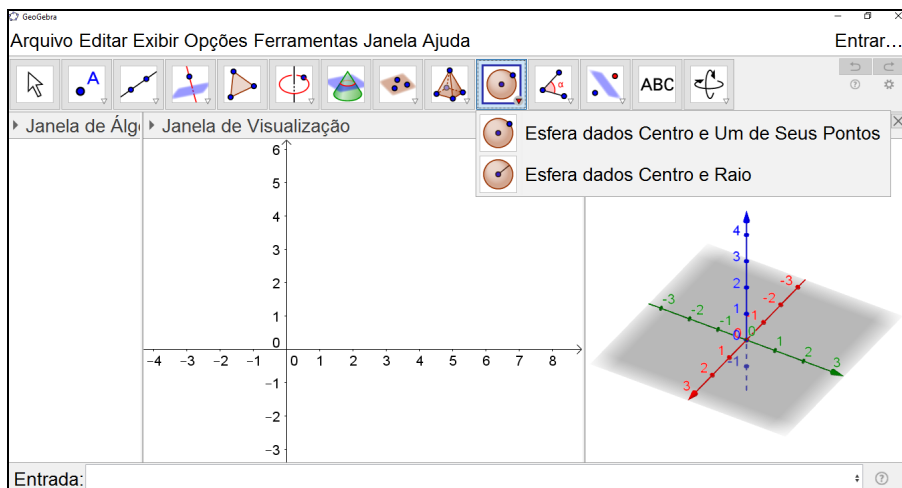 GeoGebra
Arquivo Editar Exibir Opções Ferramentas Janela Ajuda Entrar...
A α ABC
Janela de Álg Janela de Visualização
Esfera dados Centro e Um de Seus Pontos
Esfera dados Centro e Raio
6
5
4
3
2
1
0
-4 -3 -2 -1 0 1 2 3 4 5 6 7 8
-1
-2
-3
4
3
2
1
0
-1
-3 -2 -1 0 1 2 3
-3 -2 -1 0 1 2 3
Entrada: